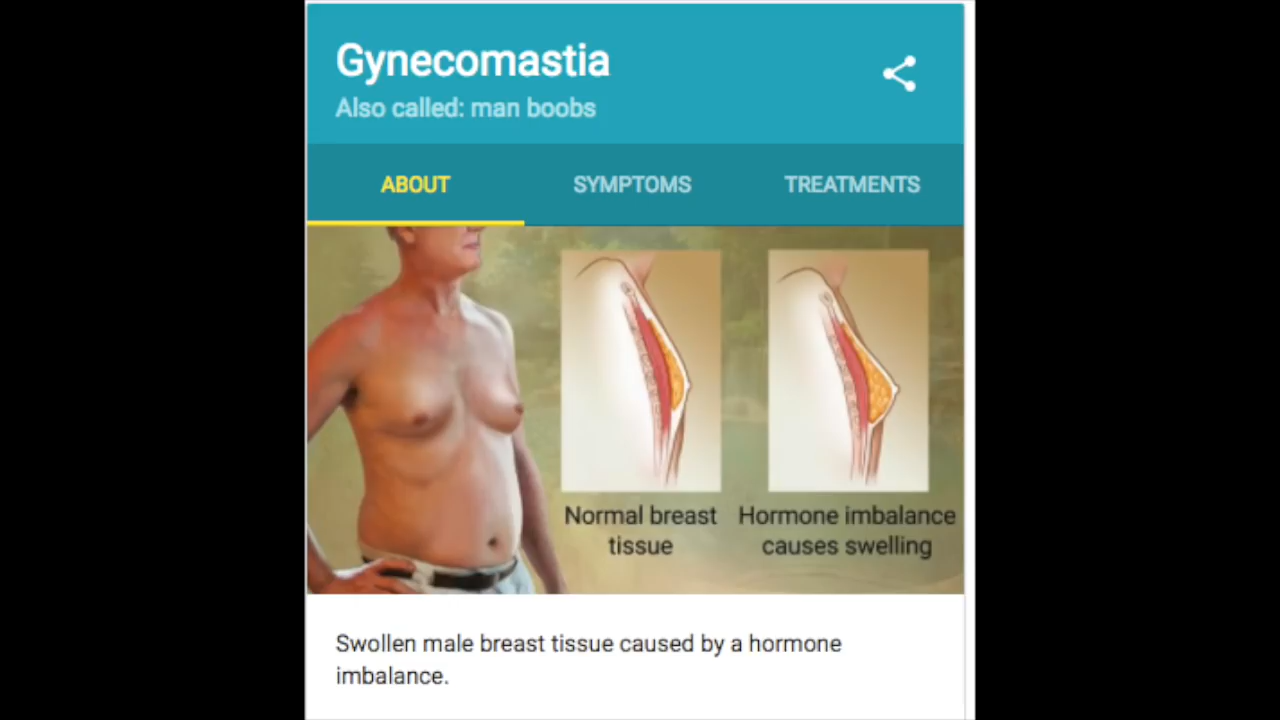 Gynecomastia
Also called: man boobs
ABOUT
SYMPTOMS
TREATMENTS
Normal breast
tissue
Hormone imbalance
causes swelling
Swollen male breast tissue caused by a hormone
imbalance.